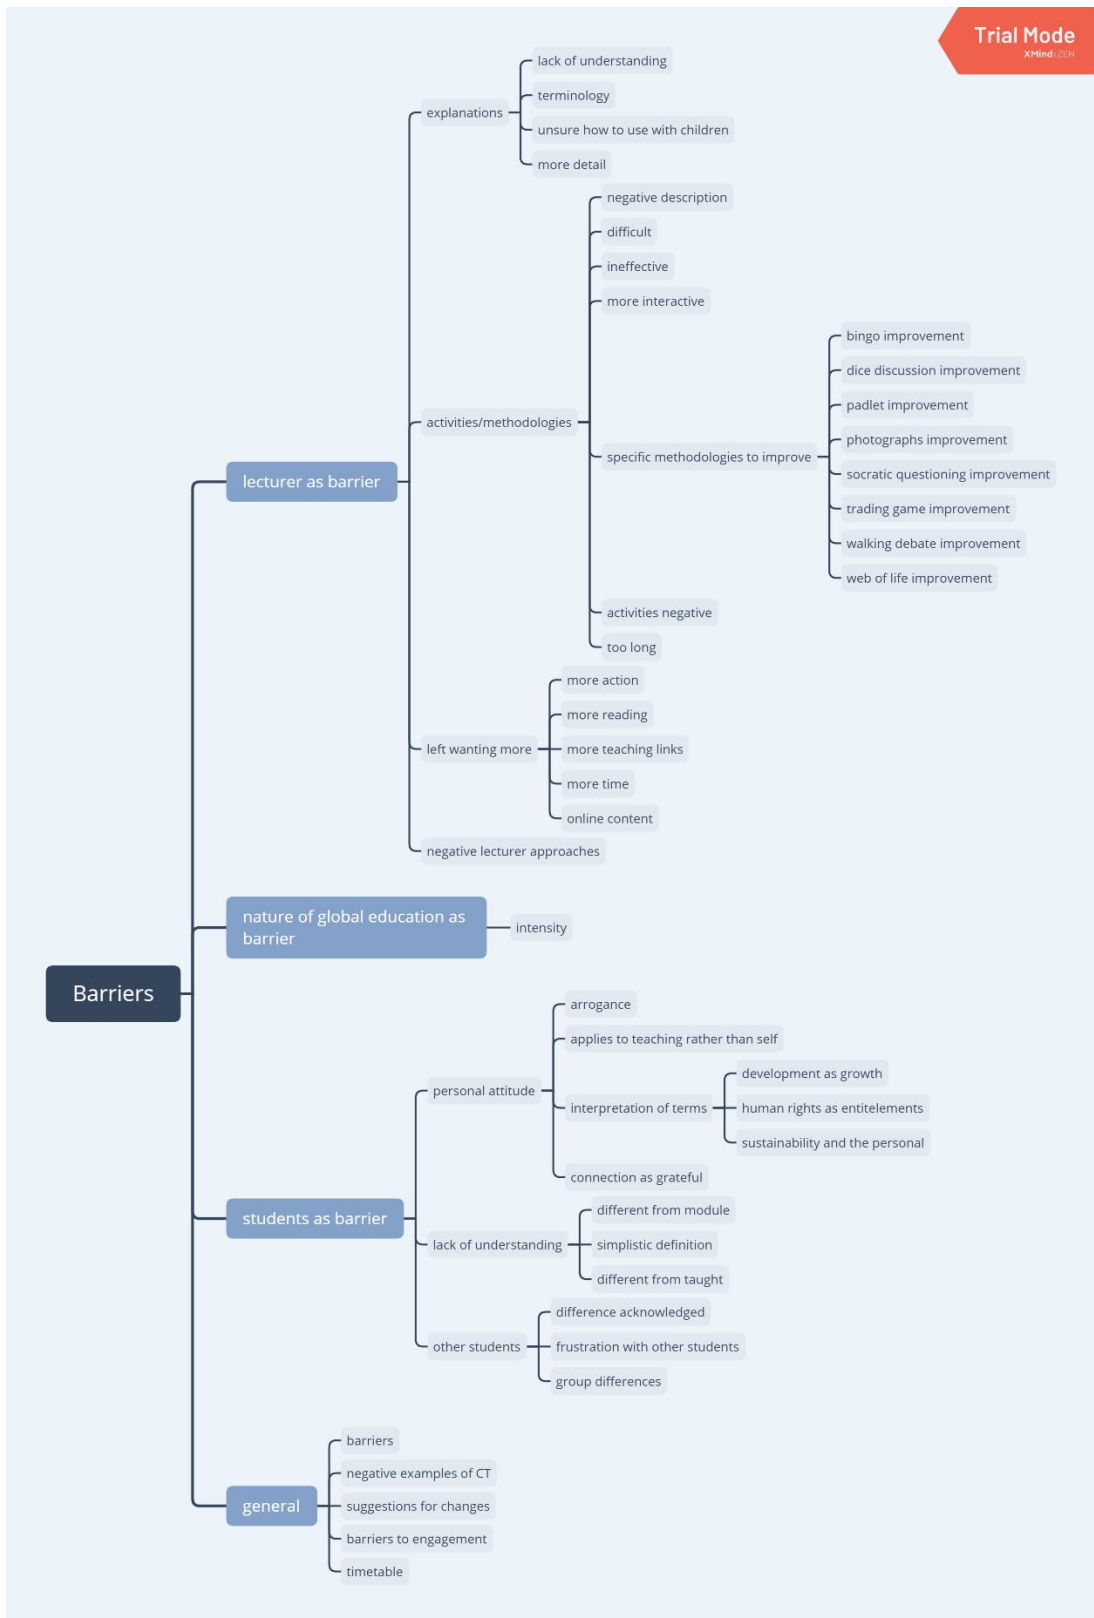 Trial Mode
XMind:ZEN
lack of understanding
terminology
explanations
unsure how to use with children
more detail
negative description
difficult
ineffective
more interactive
bingo improvement
dice discussion improvement
padlet improvement
activities/methodologies
photographs improvement
specific methodologies to improve
socratic questioning improvement
lecturer as barrier
trading game improvement
walking debate improvement
web of life improvement
activities negative
too long
more action
more reading
left wanting more
more teaching links
more time
online content
negative lecturer approaches
nature of global education as
barrier
intensity
Barriers
arrogance
applies to teaching rather than self
development as growth
personal attitude
interpretation of terms
human rights as entitelements
sustainability and the personal
connection as grateful
students as barrier
different from module
lack of understanding
simplistic definition
different from taught
difference acknowledged
other students
frustration with other students
group differences
barriers
negative examples of CT
general
suggestions for changes
barriers to engagement
timetable